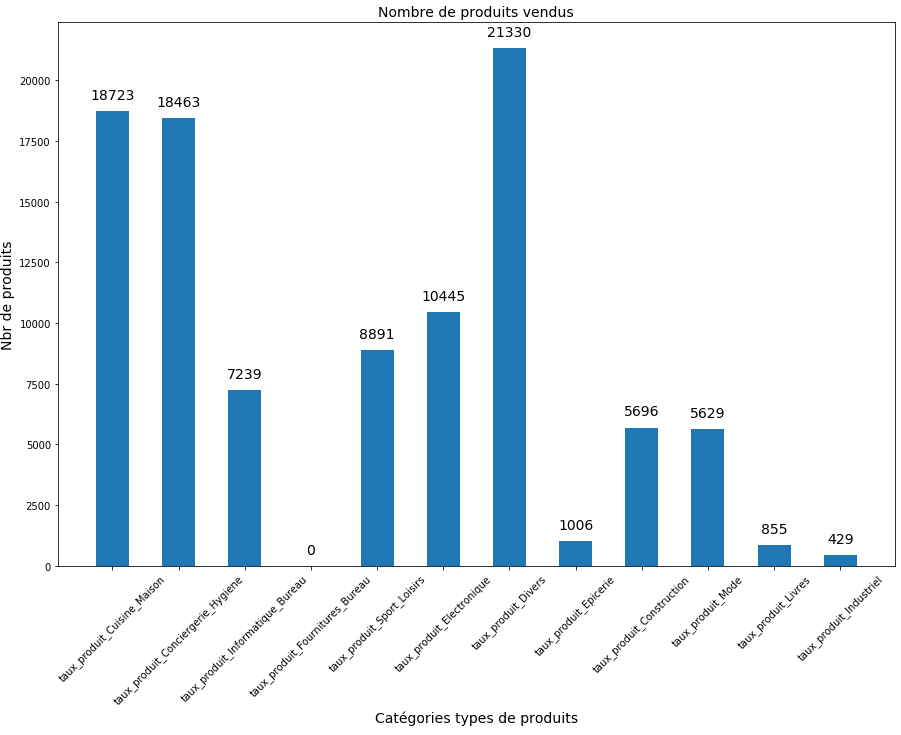 Nombre de produits vendus
Nbr de produits
20000
17500
15000
12500
10000
7500
5000
2500
0
18723
18463
7239
0
8891
10445
21330
1006
5696
5629
855
429
taux_produit_Cuisine_Maison
taux_produit_Conciergerie_Hygiene
taux_produit_Informatique_Bureau
taux_produit_Fournitures_Bureau
taux_produit_Sport_Loisirs
taux_produit_Electronique
taux_produit_Divers
taux_produit_Epicerie
taux_produit_Construction
taux_produit_Mode
taux_produit_Livres
taux_produit_Industriel
Catégories types de produits